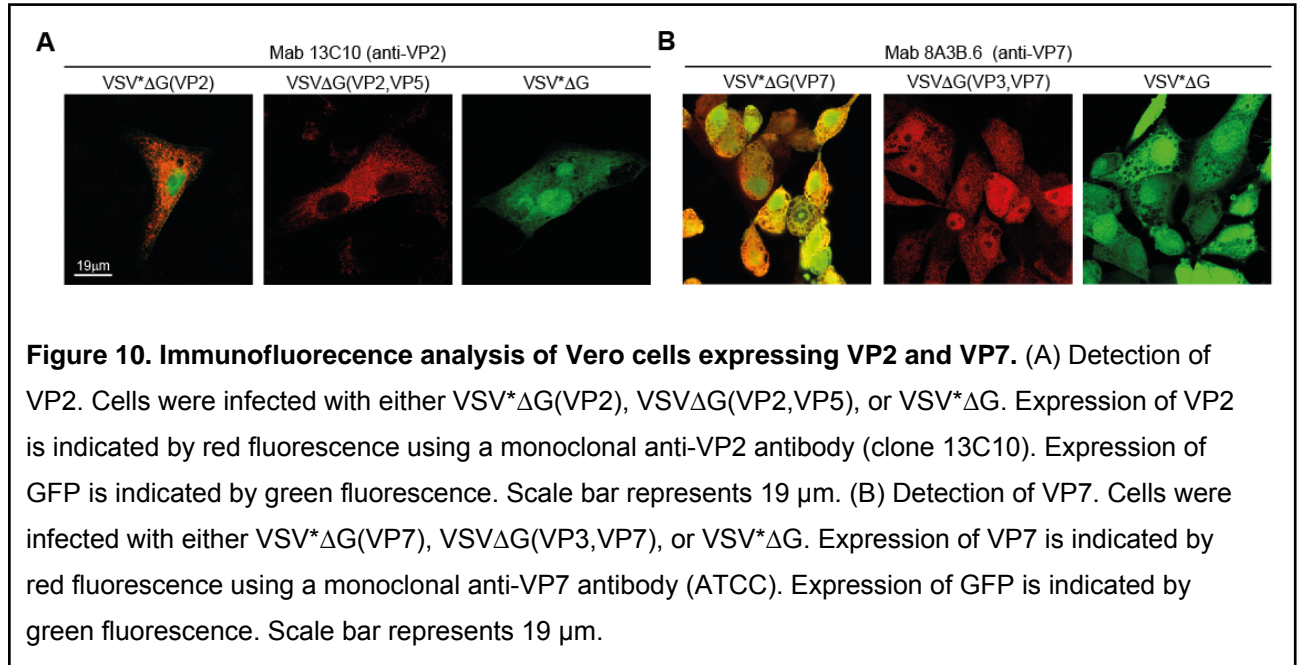 A
Mab 13C10 (anti-VP2)
VSV*ΔG(VP2) VSVΔG(VP2,VP5) VSV*ΔG
19μm
B
Mab 8A3B.6 (anti-VP7)
VSV*ΔG(VP7) VSVΔG(VP3,VP7) VSV*ΔG
Figure 10. Immunofluorecence analysis of Vero cells expressing VP2 and VP7. (A) Detection of
VP2. Cells were infected with either VSV*ΔG(VP2), VSVΔG(VP2,VP5), or VSV*ΔG. Expression of VP2
is indicated by red fluorescence using a monoclonal anti-VP2 antibody (clone 13C10). Expression of
GFP is indicated by green fluorescence. Scale bar represents 19 μm. (B) Detection of VP7. Cells were
infected with either VSV*ΔG(VP7), VSVΔG(VP3,VP7), or VSV*ΔG. Expression of VP7 is indicated by
red fluorescence using a monoclonal anti-VP7 antibody (ATCC). Expression of GFP is indicated by
green fluorescence. Scale bar represents 19 μm.